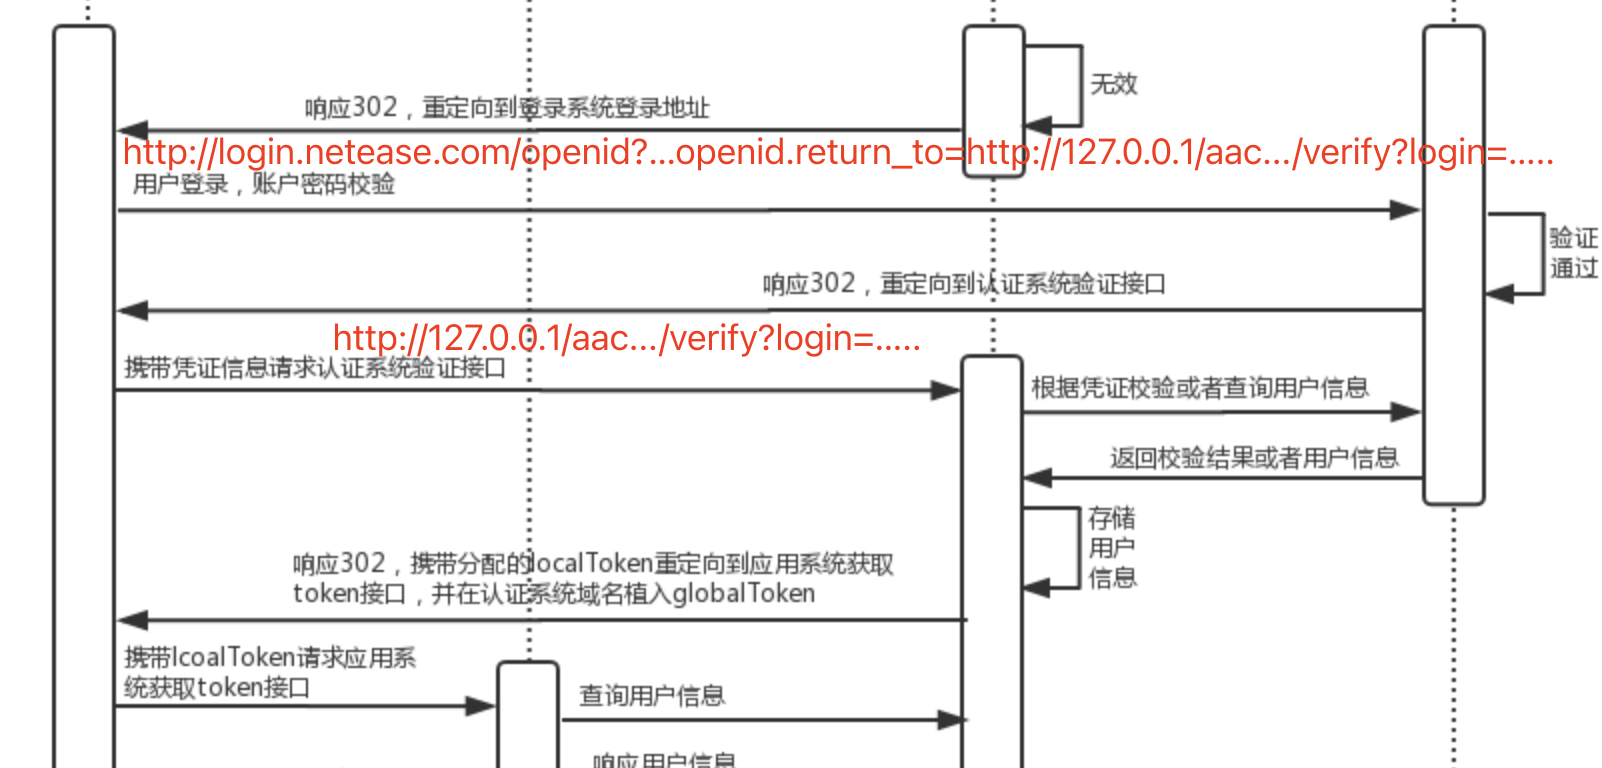 无效
响应302，重定向到登录系统登录地址
http://login.netease.com/openid?...openid.return_to=http://127.0.0.1/aac.../verify?login=.....
用户登录，账户密码校验
验证
通过
响应302，重定向到认证系统验证接口
http://127.0.0.1/aac.../verify?login=.....
携带凭证信息请求认证系统验证接口
根据凭证校验或者查询用户信息
返回校验结果或者用户信息
存储
用户
信息
响应302，携带分配的localToken重定向到应用系统获取
token接口，并在认证系统域名植入globalToken
携带lcoalToken请求应用系
统获取token接口
查询用户信息
响应用户信息